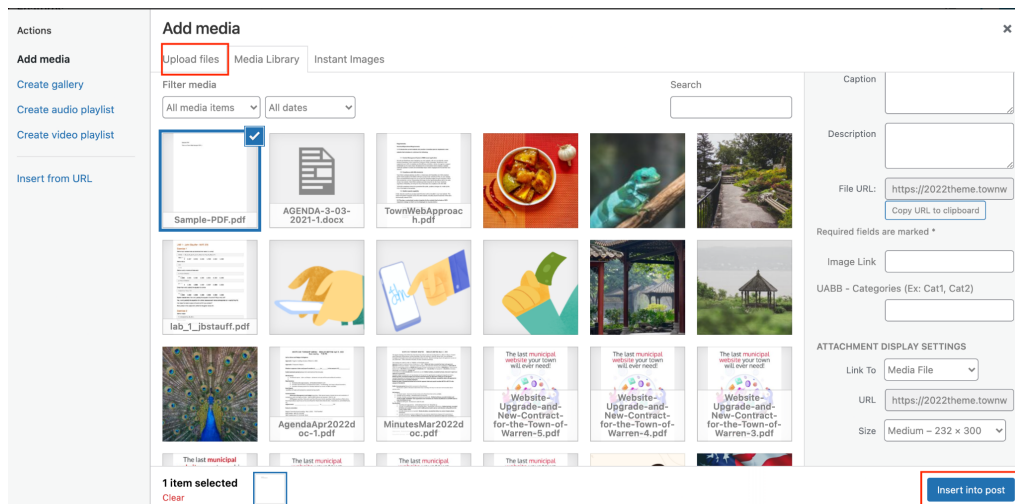 Actions
Add media
Create gallery
Create audio playlist
Create video playlist
Insert from URL
Add media
Upload files
Media Library
Instant Images
Filter media
Search
All media items
All dates
Sample-PDF.pdf
AGENDA-3-03-
2021-1.docx
TownWebApproac
h.pdf
lab_1_jbstauff.pdf
AgendaApr2022d
oc-1.pdf
MinutesMar2022d
oc.pdf
The last municipal
website your town
will ever need!
Website-
Upgrade-and-
New-Contract-
for-the-Town-of-
Warren-5.pdf
The last municipal
website your town
will ever need!
Website-
Upgrade-and-
New-Contract-
for-the-Town-of-
Warren-4.pdf
The last municipal
website your town
will ever need!
Website-
Upgrade-and-
New-Contract-
for-the-Town-of-
Warren-3.pdf
The last municipal
The last municipal
The last municipal
The last municipal
Caption
Description
File URL:
https://2022theme.townw
Copy URL to clipboard
Required fields are marked *
Image Link
UABB - Categories (Ex: Cat1, Cat2)
ATTACHMENT DISPLAY SETTINGS
Link To
Media File
URL
https://2022theme.townw
Size
Medium – 232 × 300
1 item selected
Clear
Insert into post